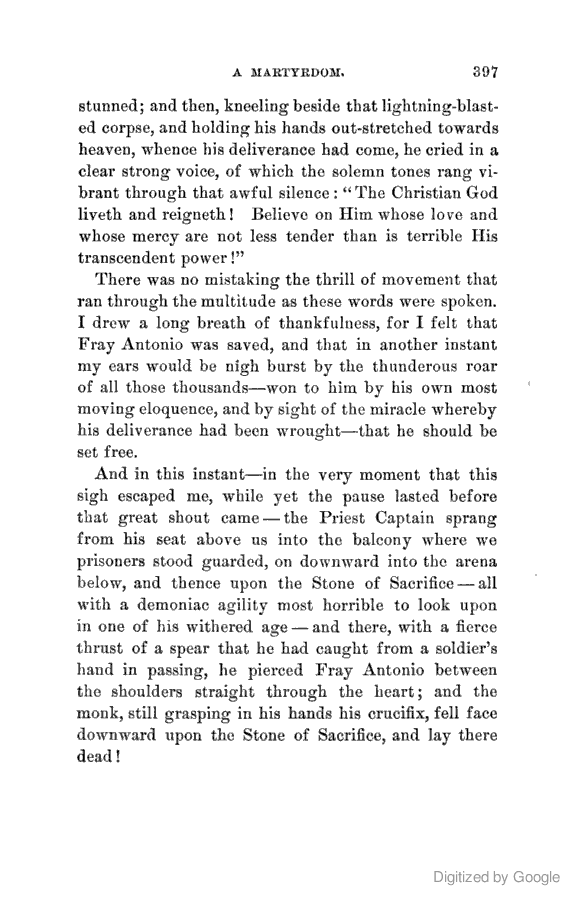 A MARTYRDOM. 397
stunned; and then, kneeling beside that lightning-blast-
ed corpse, and holding his hands out-stretched towards
heaven, whence his deliverance had come, he cried in a
clear strong voice, of which the solemn tones rang vi-
brant through that awful silence: “The Christian God
liveth and reigneth! Believe on Him whose love and
whose mercy are not less tender than is terrible His
transcendent power!”
There was no mistaking the thrill of movement that
ran through the multitude as these words were spoken.
I drew a long breath of thankfulness, for I felt that
Fray Antonio was saved, and that in another instant
my ears would be nigh burst by the thunderous roar
of all those thousands—won to him by his own most
moving eloquence, and by sight of the miracle whereby
his deliverance had been wrought—that he should be
set free.
And in this instant—in the very moment that this
sigh escaped me, while yet the pause lasted before
that great shout came—the Priest Captain sprang
from his seat above us into the balcony where we
prisoners stood guarded, on downward into the arena
below, and thence upon the Stone of Sacrifice—all
with a demoniac agility most horrible to look upon
in one of his withered age—and there, with a fierce
thrust of a spear that he had caught from a soldier’s
hand in passing, he pierced Fray Antonio between
the shoulders straight through the heart; and the
monk, still grasping in his hands his crucifix, fell face
downward upon the Stone of Sacrifice, and lay there
dead!
Digitized by Google